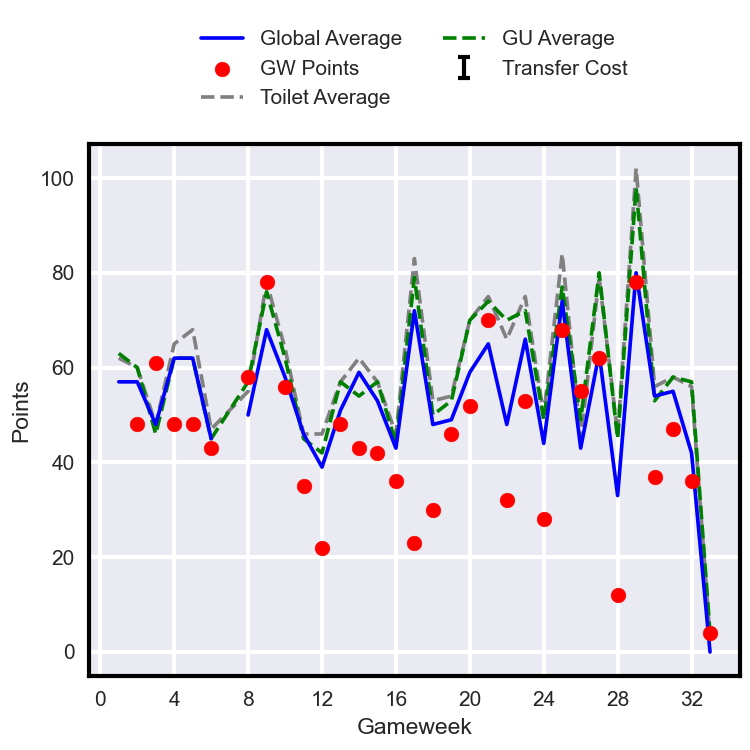 Global Average
GW Points
Toilet Average
GU Average
Transfer Cost
100
80
60
40
20
0
Points
0 4 8 12 16 20 24 28 32
Gameweek